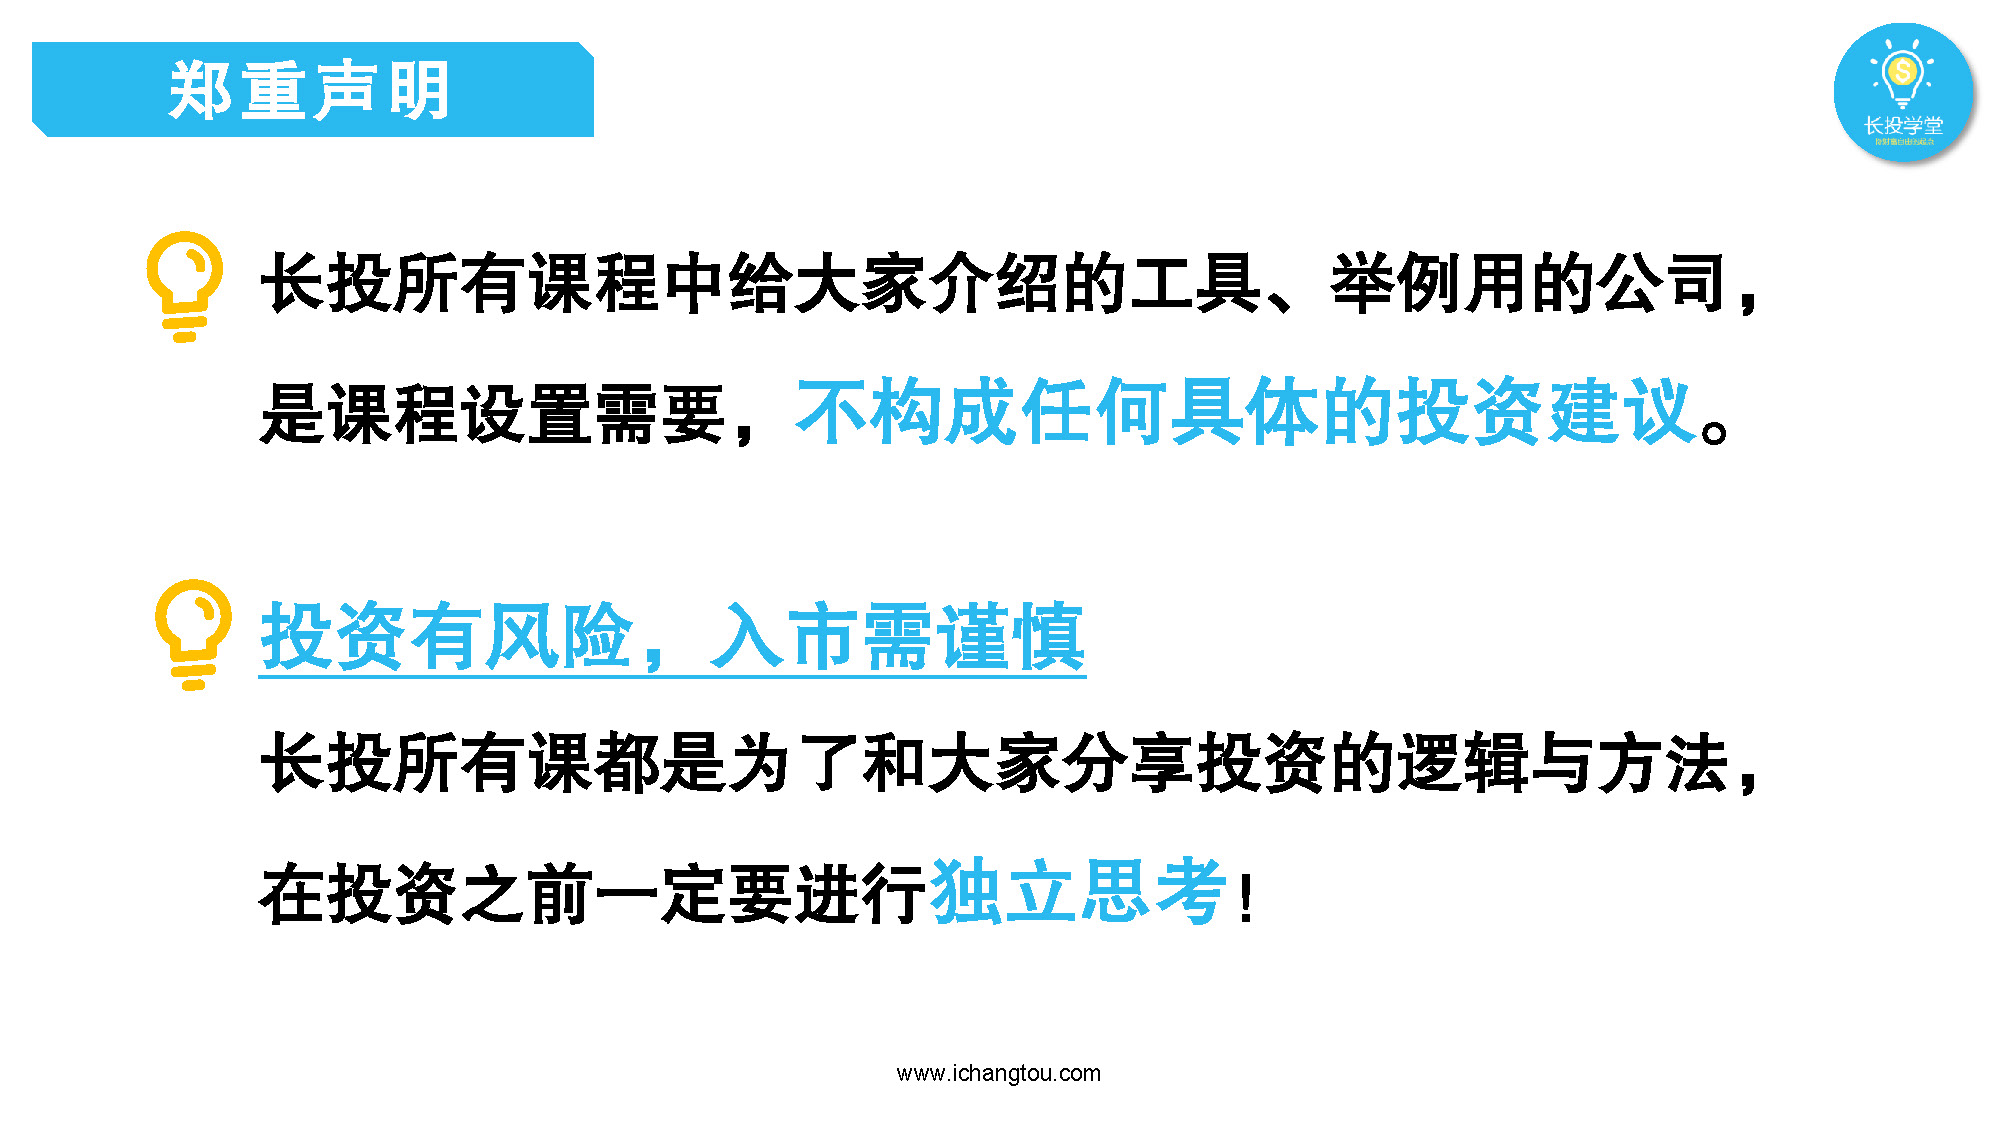 郑重声明
长投学堂
长投所有课程中给大家介绍的工具、举例用的公司，
是课程设置需要，不构成任何具体的投资建议。
投资有风险，入市需谨慎
长投所有课都是为了和大家分享投资的逻辑与方法，
在投资之前一定要进行独立思考！
www.ichangtou.com